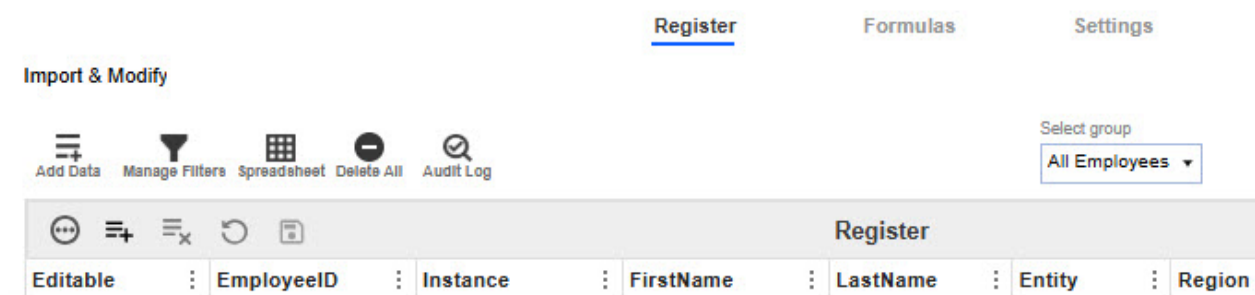 Register Formulas Settings
Import & Modify
Select group
All Employees
Add Data Manage Filters Spreadsheet Delete All Audit Log
Register
Editable EmployeeID Instance FirstName LastName Entity Region